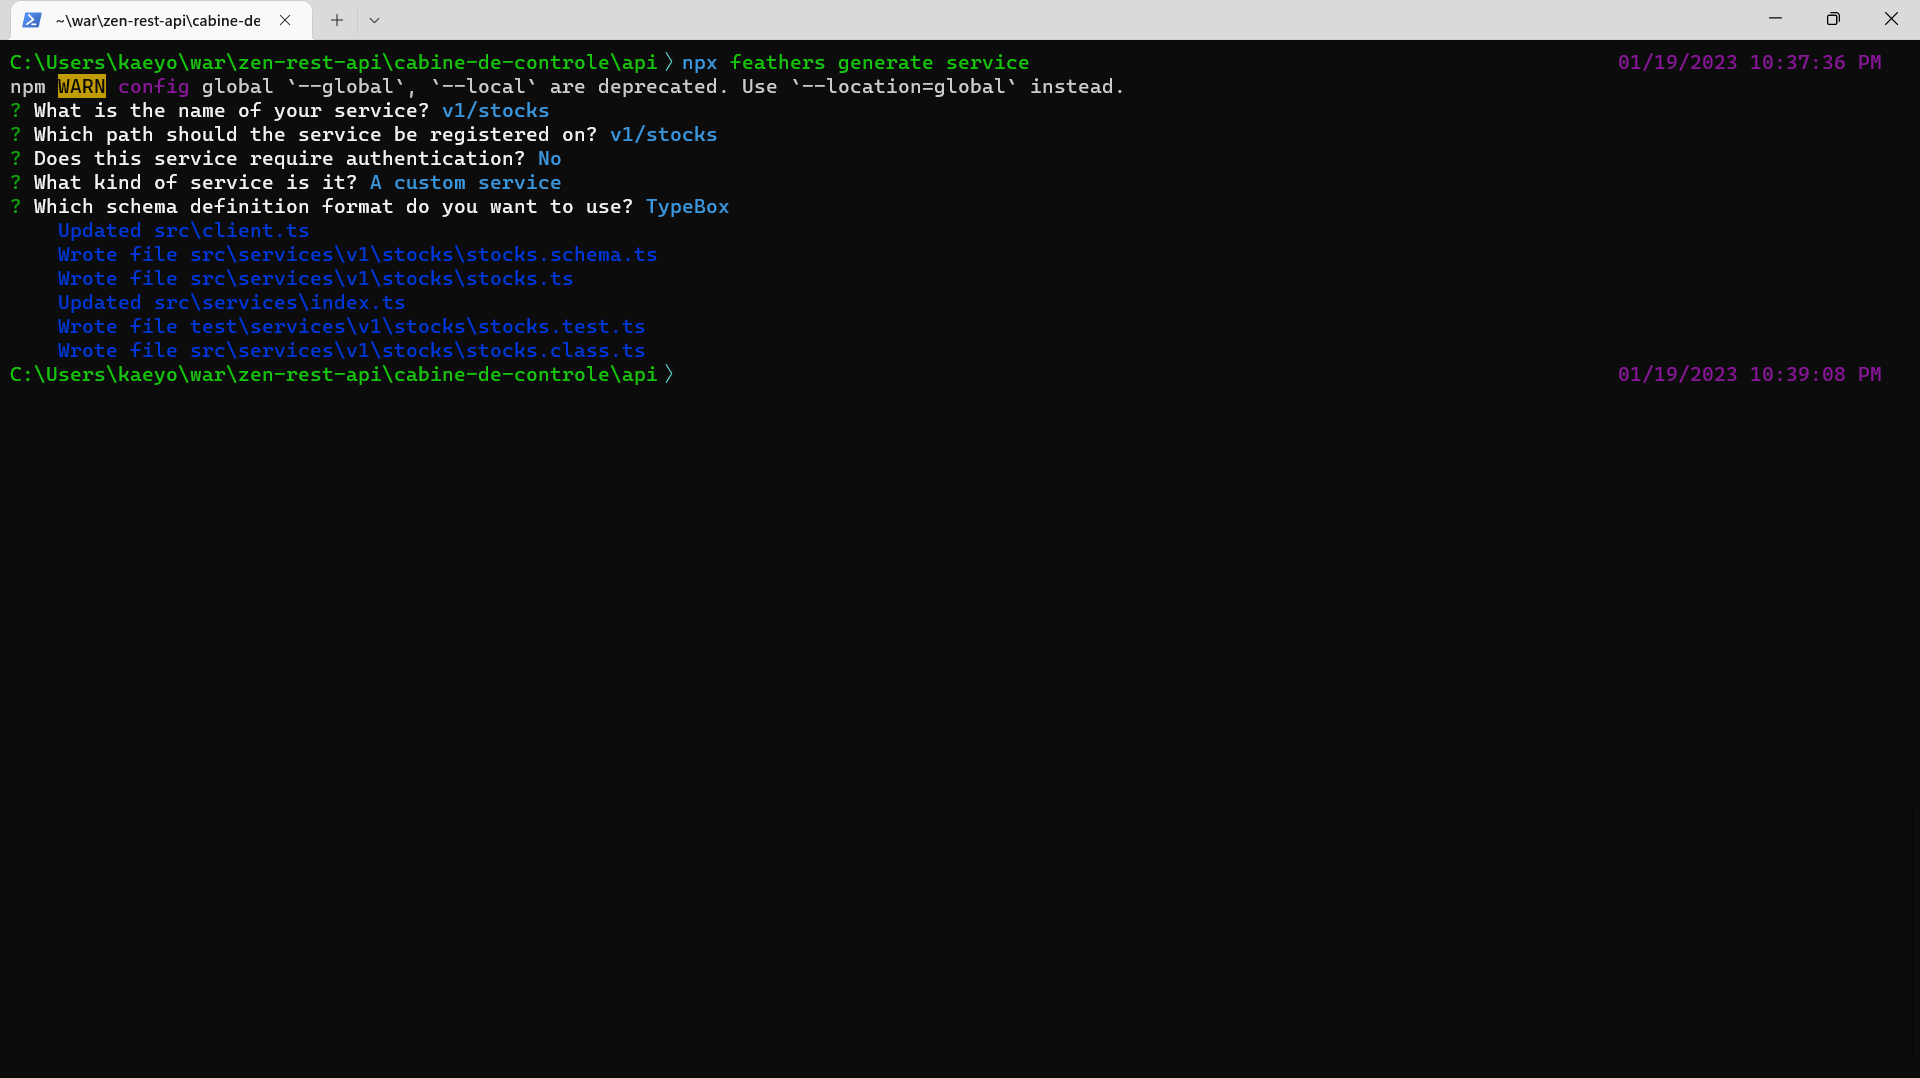 ~\war\zen-rest-api\cabine-de
C:\Users\kaeyo\war\zen-rest-api\cabine-de-controle\api 〉npx feathers generate service 01/19/2023 10:37:36 PM
npm WARN config global `--global`, `--local` are deprecated. Use `--location=global` instead.
? What is the name of your service? v1/stocks
? Which path should the service be registered on? v1/stocks
? Does this service require authentication? No
? What kind of service is it? A custom service
? Which schema definition format do you want to use? TypeBox
Updated src\client.ts
Wrote file src\services\v1\stocks\stocks.schema.ts
Wrote file src\services\v1\stocks\stocks.ts
Updated src\services\index.ts
Wrote file test\services\v1\stocks\stocks.test.ts
Wrote file src\services\v1\stocks\stocks.class.ts
C:\Users\kaeyo\war\zen-rest-api\cabine-de-controle\api 〉 01/19/2023 10:39:08 PM